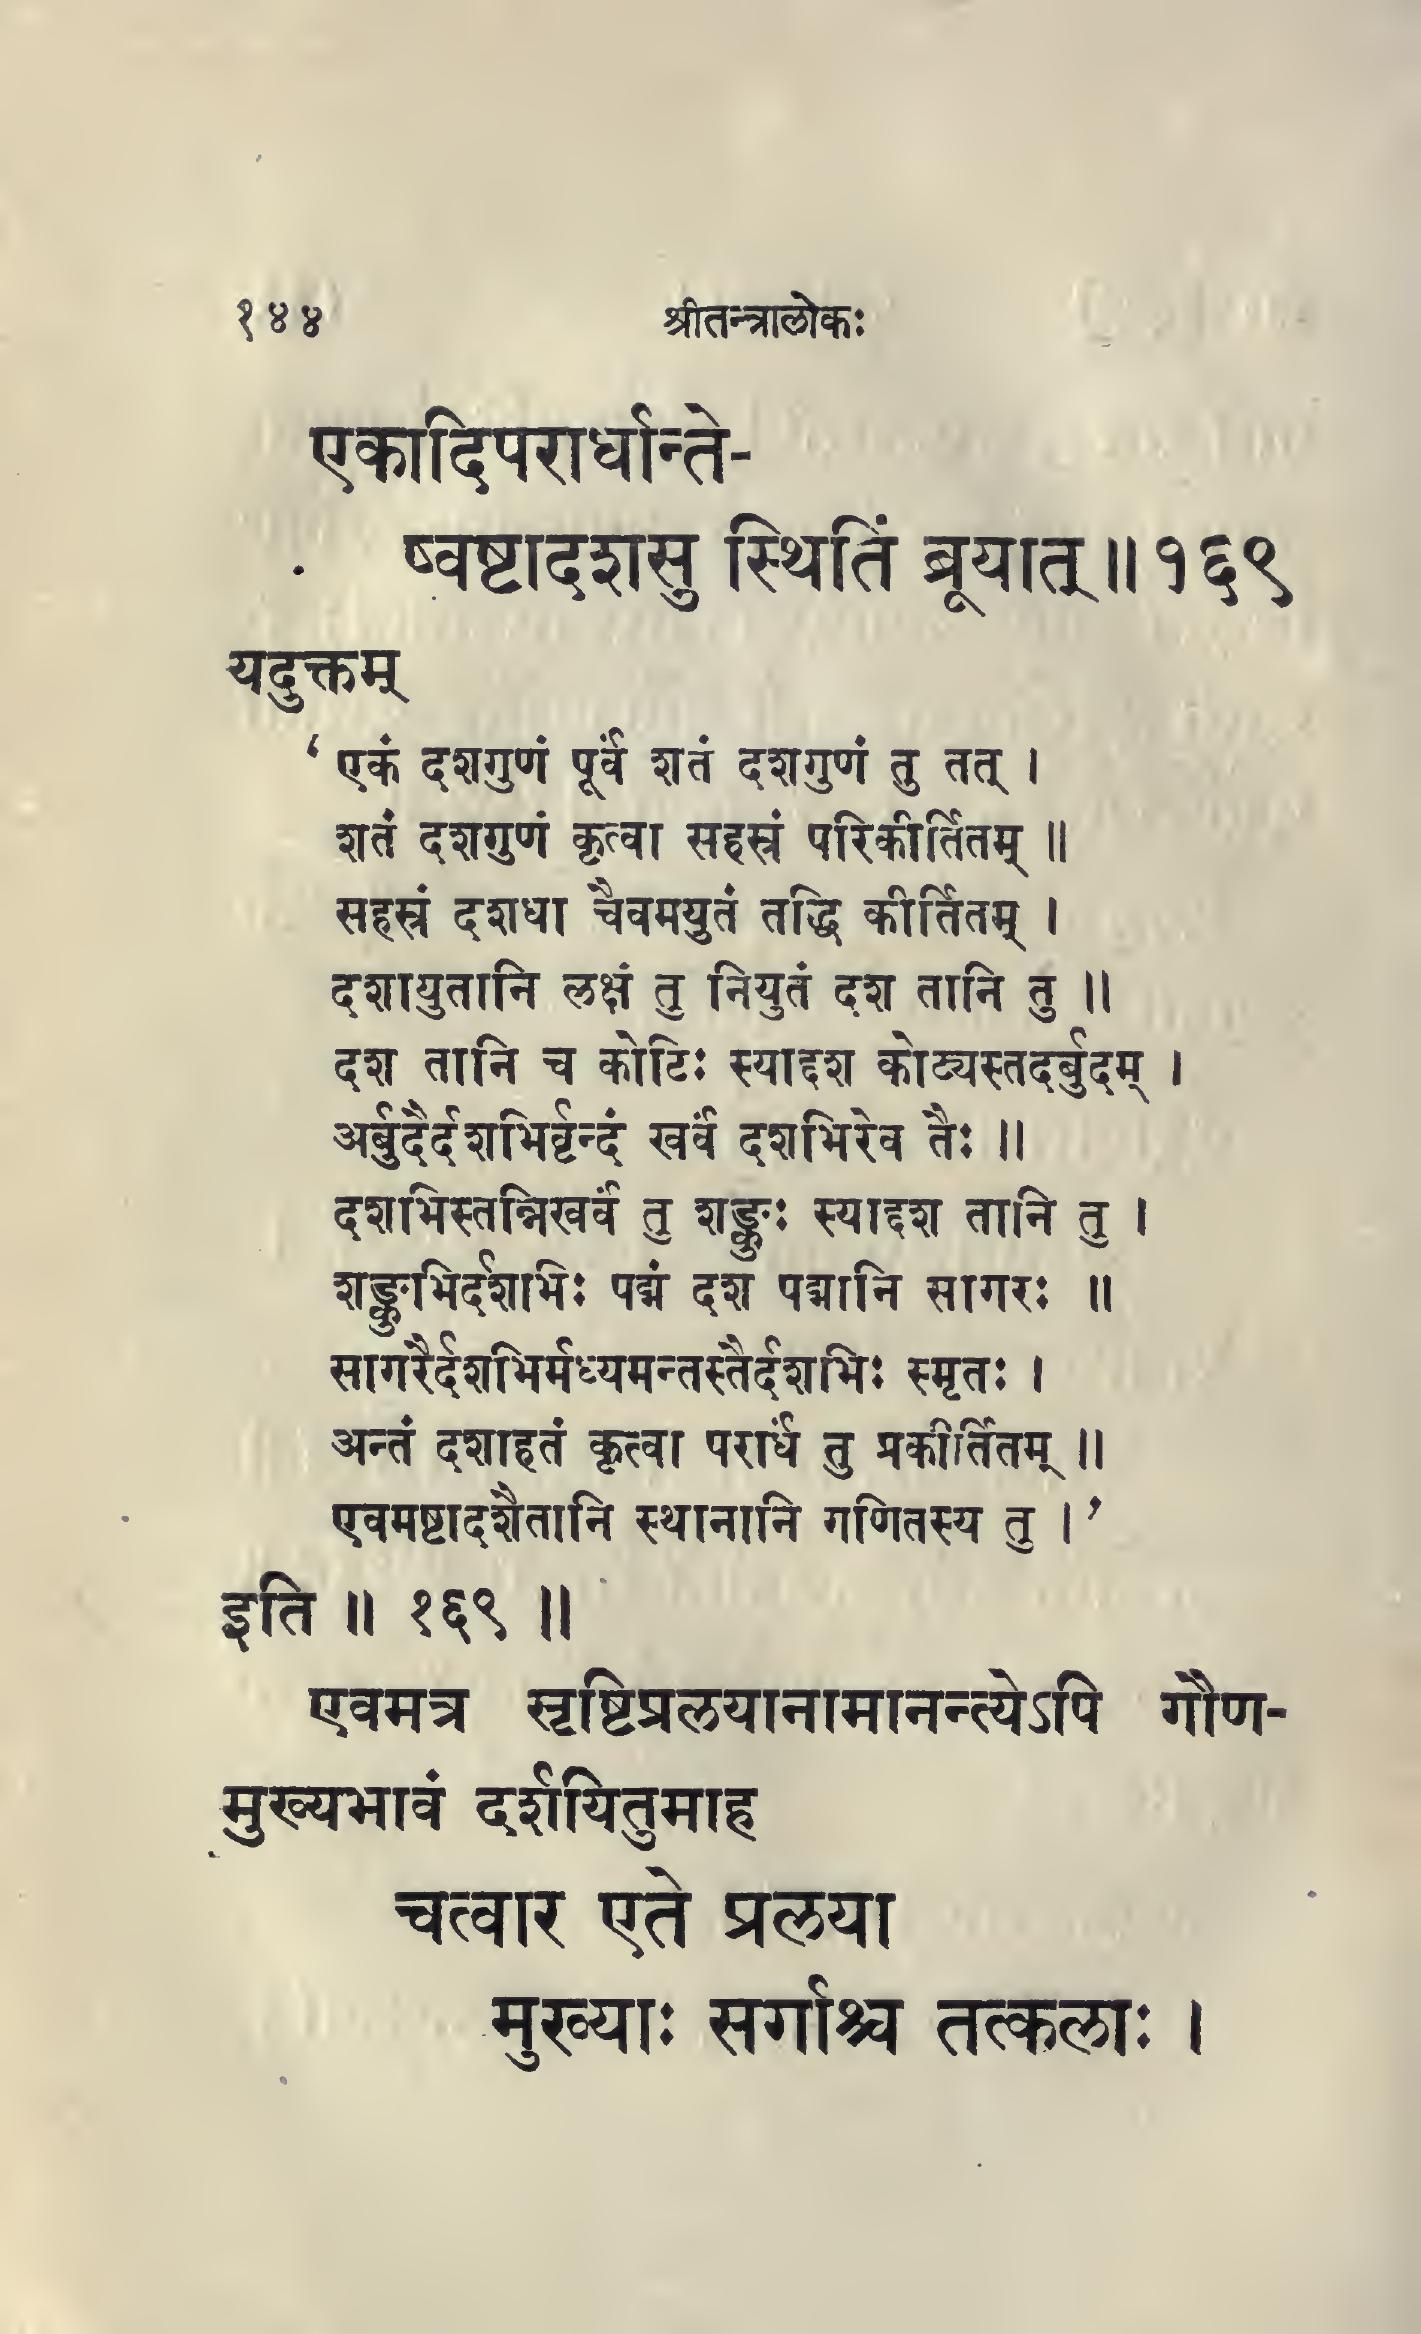 १४४ श्रीतन्त्रालोकः
एकादिपरार्धान्ते-
ष्वष्टादशसु स्थितिं ब्रूयात् ॥ १६९
यदुक्तम्
‘ एकं दशगुणं पूर्वं शतं दशगुणं तु तत् ।
शतं दशगुणं कृत्वा सहस्रं परिकीर्तितम् ॥
सहस्रं दशधा चैवमयुतं तद्धि कीर्तितम् ।
दशायुतानि लक्षं तु नियुतं दश तानि तु ॥
दश तानि च कोटिः स्याद्दश कोट्यस्तदर्बुदम् ।
अर्बुदैर्दशभिर्वृन्दं खर्वं दशभिरेव तैः ॥
दशभिस्तन्निखर्वं तु शङ्कुः स्याद्दश तानि तु ।
शङ्कुभिर्दशभिः पद्मं दश पद्मानि सागरः ॥
सागरैर्दशभिर्मध्यमन्तस्तैर्दशभिः स्मृतः ।
अन्तं दशाहतं कृत्वा परार्धं तु प्रकीर्तितम् ॥
एवमष्टादशैतानि स्थानानि गणितस्य तु ।’
इति ॥ १६९ ॥
एवमत्र सृष्टिप्रलयानामानन्त्येऽपि गौण-
मुख्यभावं दर्शयितुमाह
चत्वार एते प्रलया
मुख्याः सर्गाश्च तत्कलाः ।